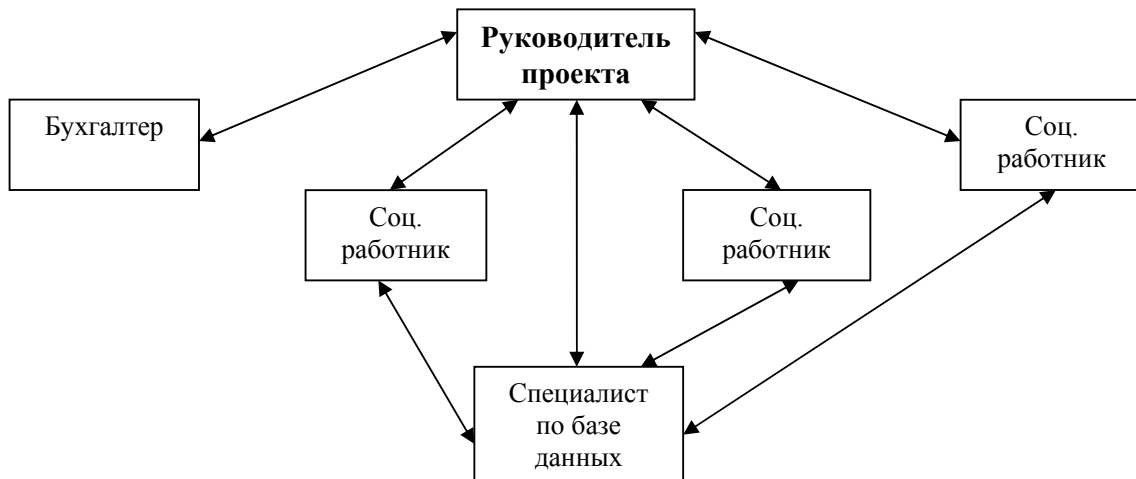 Руководитель
проекта
Бухгалтер
Соц.
работник
Соц.
работник
Соц.
работник
Специалист
по базе
данных